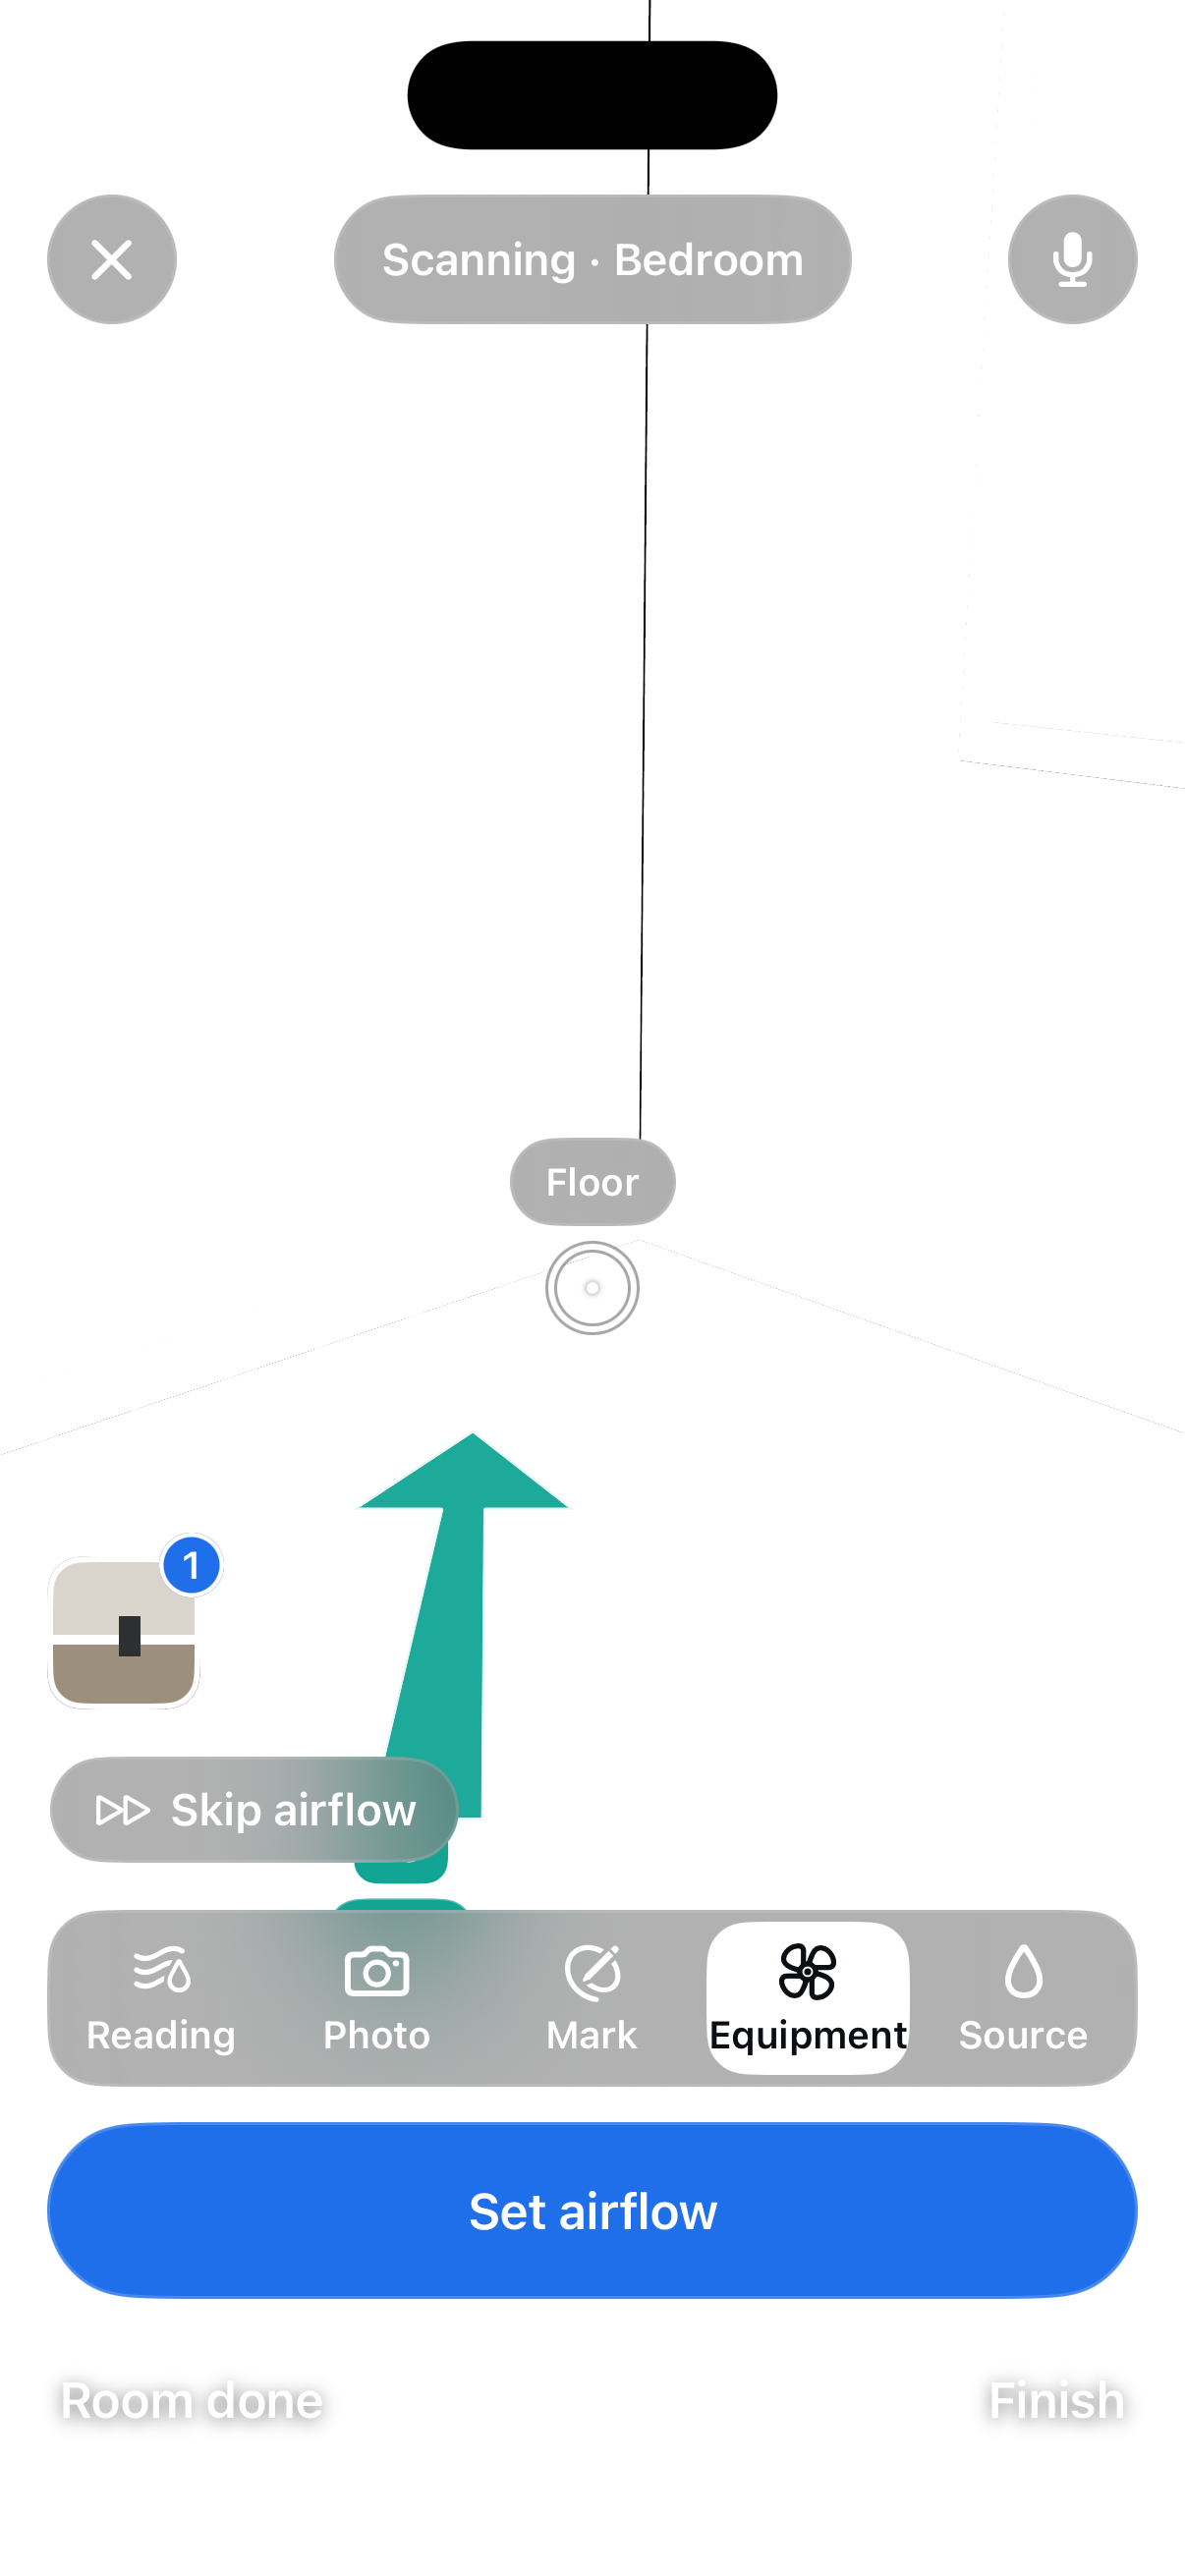 Scanning · Bedroom
Floor
1
Skip airflow
Reading
Photo
Mark
Equipment
Source
Set airflow
Room done
Finish